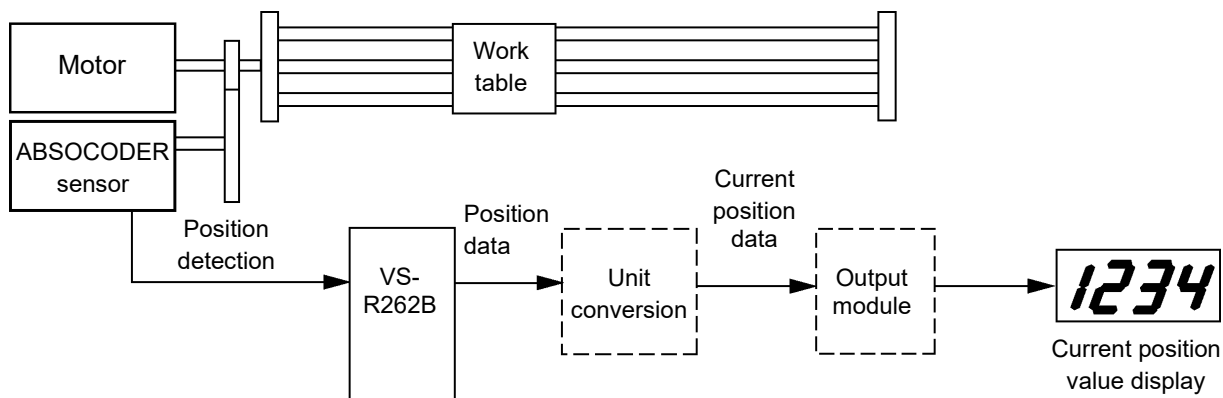 Motor
Work
table
ABSOCODER
sensor
Position
detection
VS-
R262B
Position
data
Unit
conversion
Current
position
data
Output
module
1234
Current position
value display